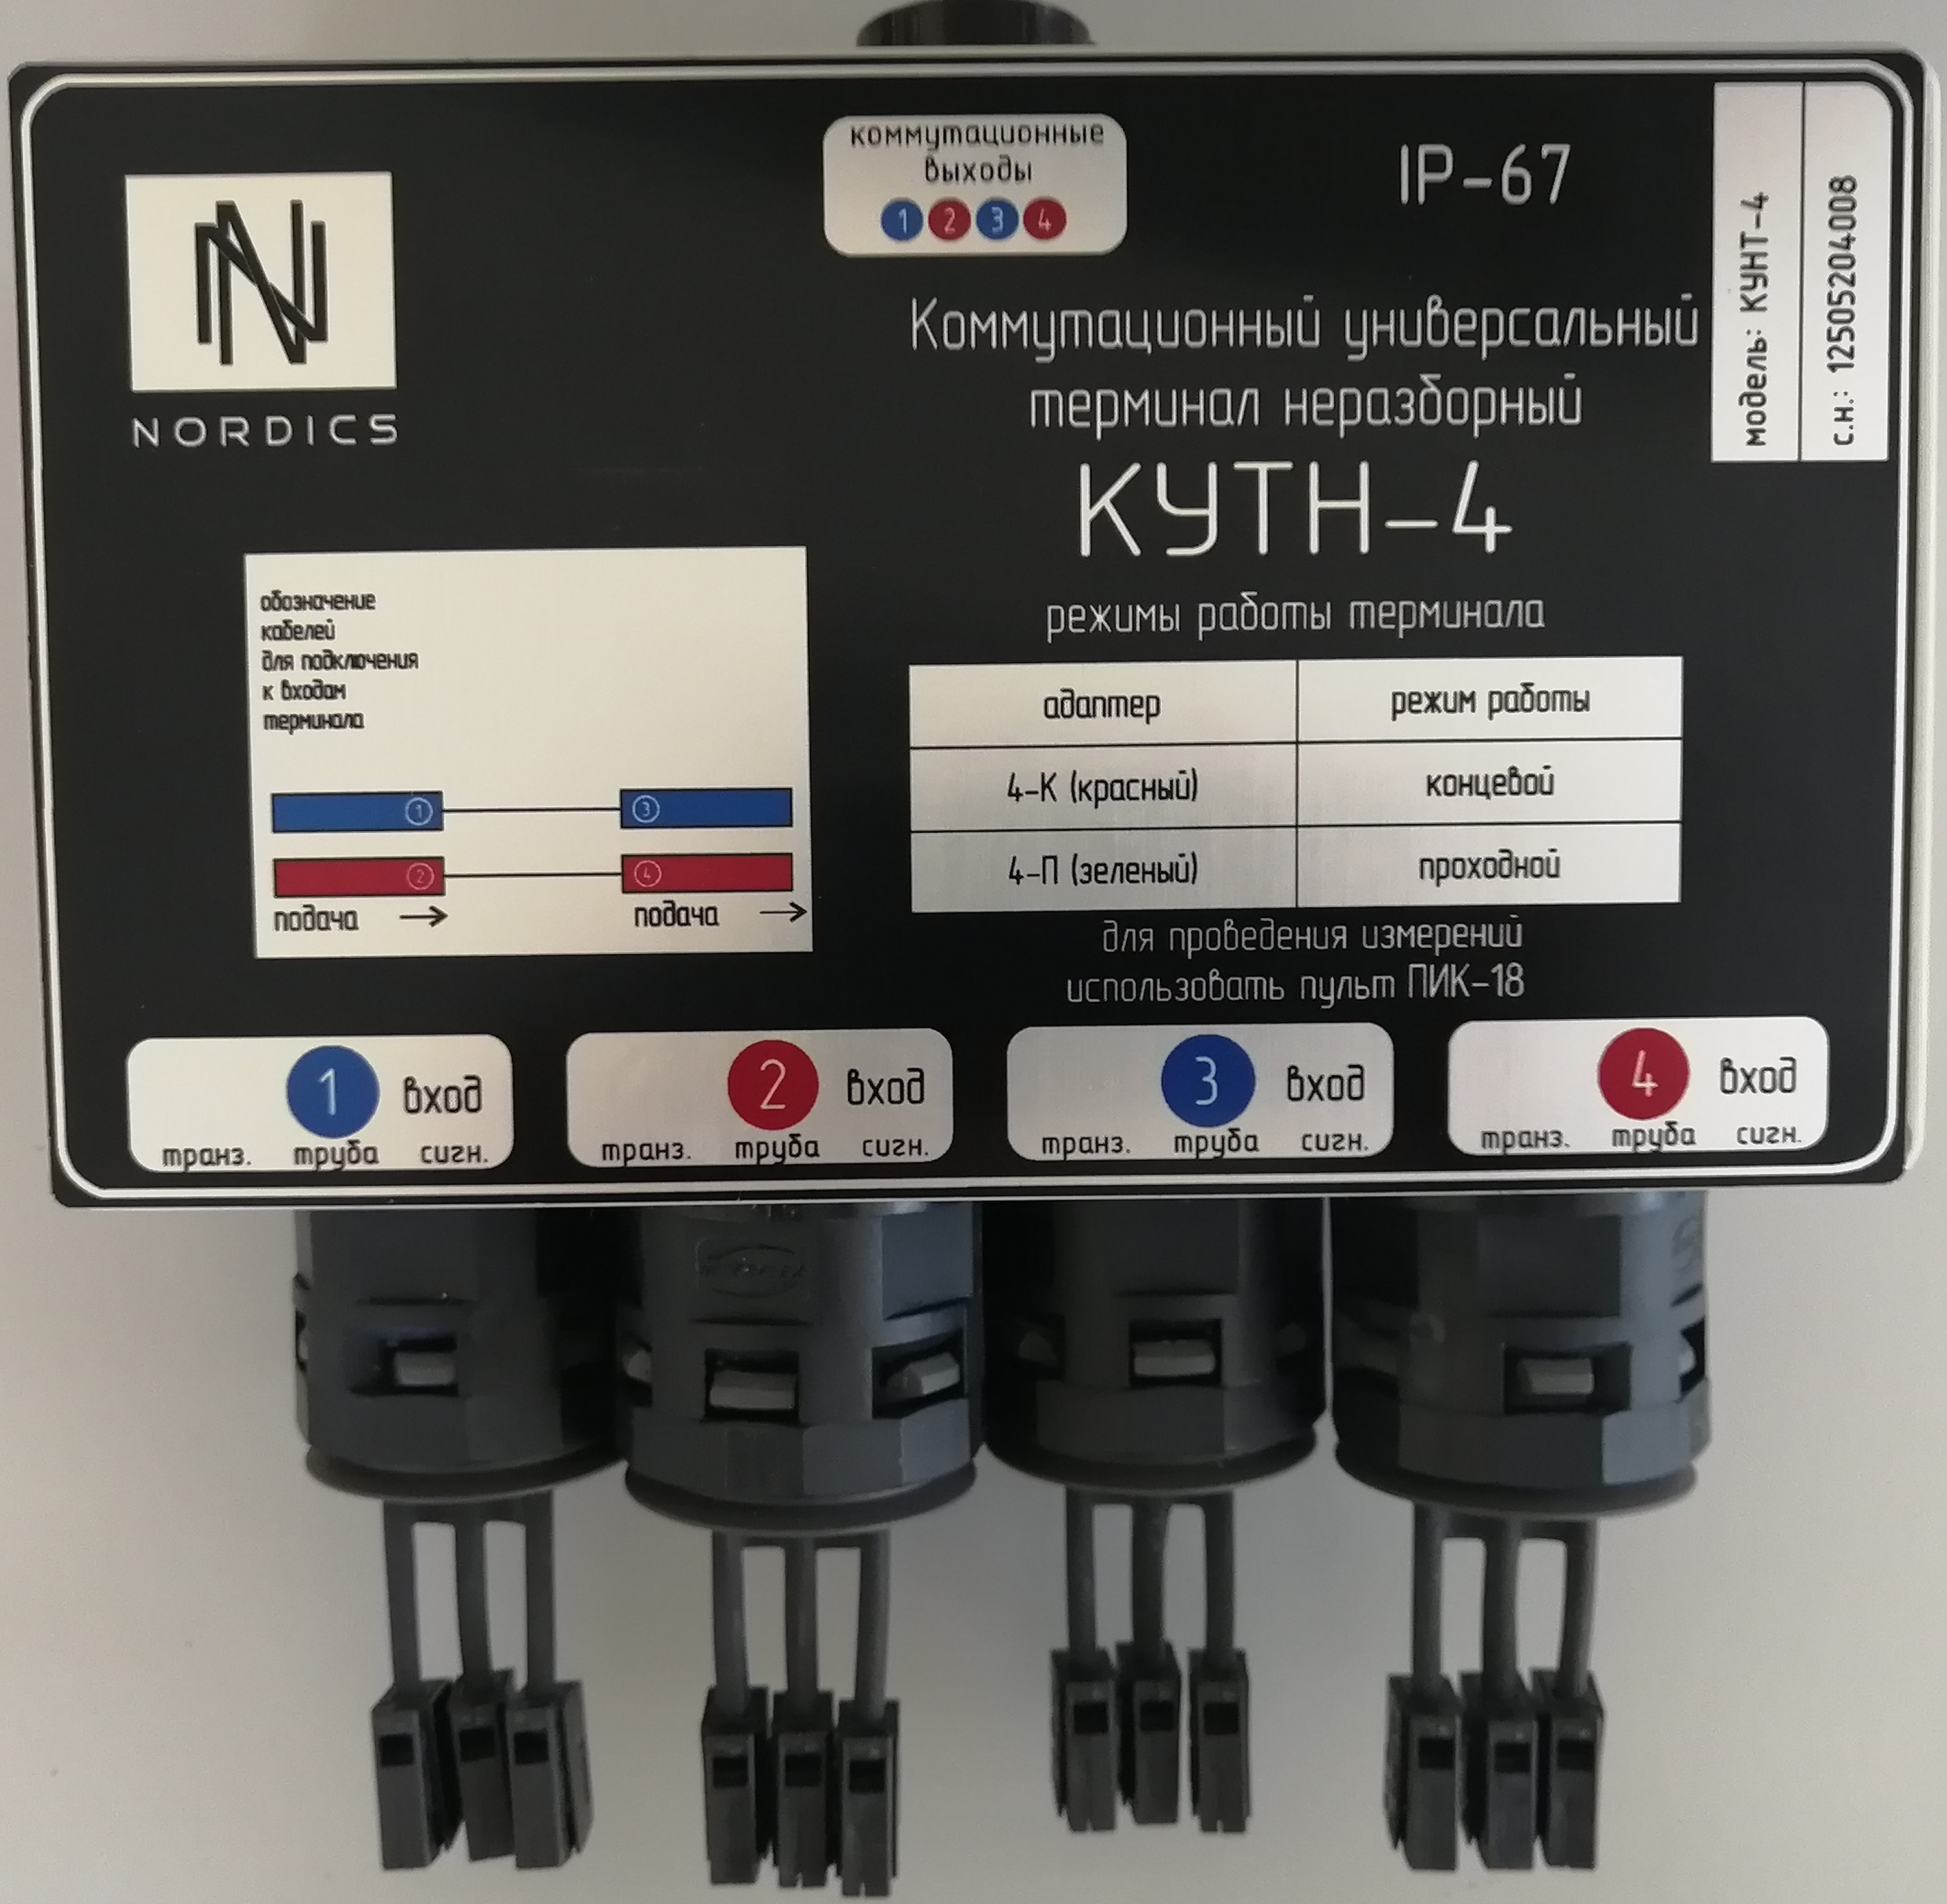 коммутационные
выходы
1 2 3 4
IP-67
модель: КУНТ-4
с.н.: 12505204008
N
NORDICS
Коммутационный универсальный
терминал неразборный
КУТН-4
режимы работы терминала
адаптер режим работы
4-К (красный) концевой
4-П (зеленый) проходной
для проведения измерений
использовать пульт ПИК-18
обозначение
кабелей
для подключения
к входам
терминала
1 3
2 4
подача → подача →
1 вход
транз. труба сигн.
2 вход
транз. труба сигн.
3 вход
транз. труба сигн.
4 вход
транз. труба сигн.